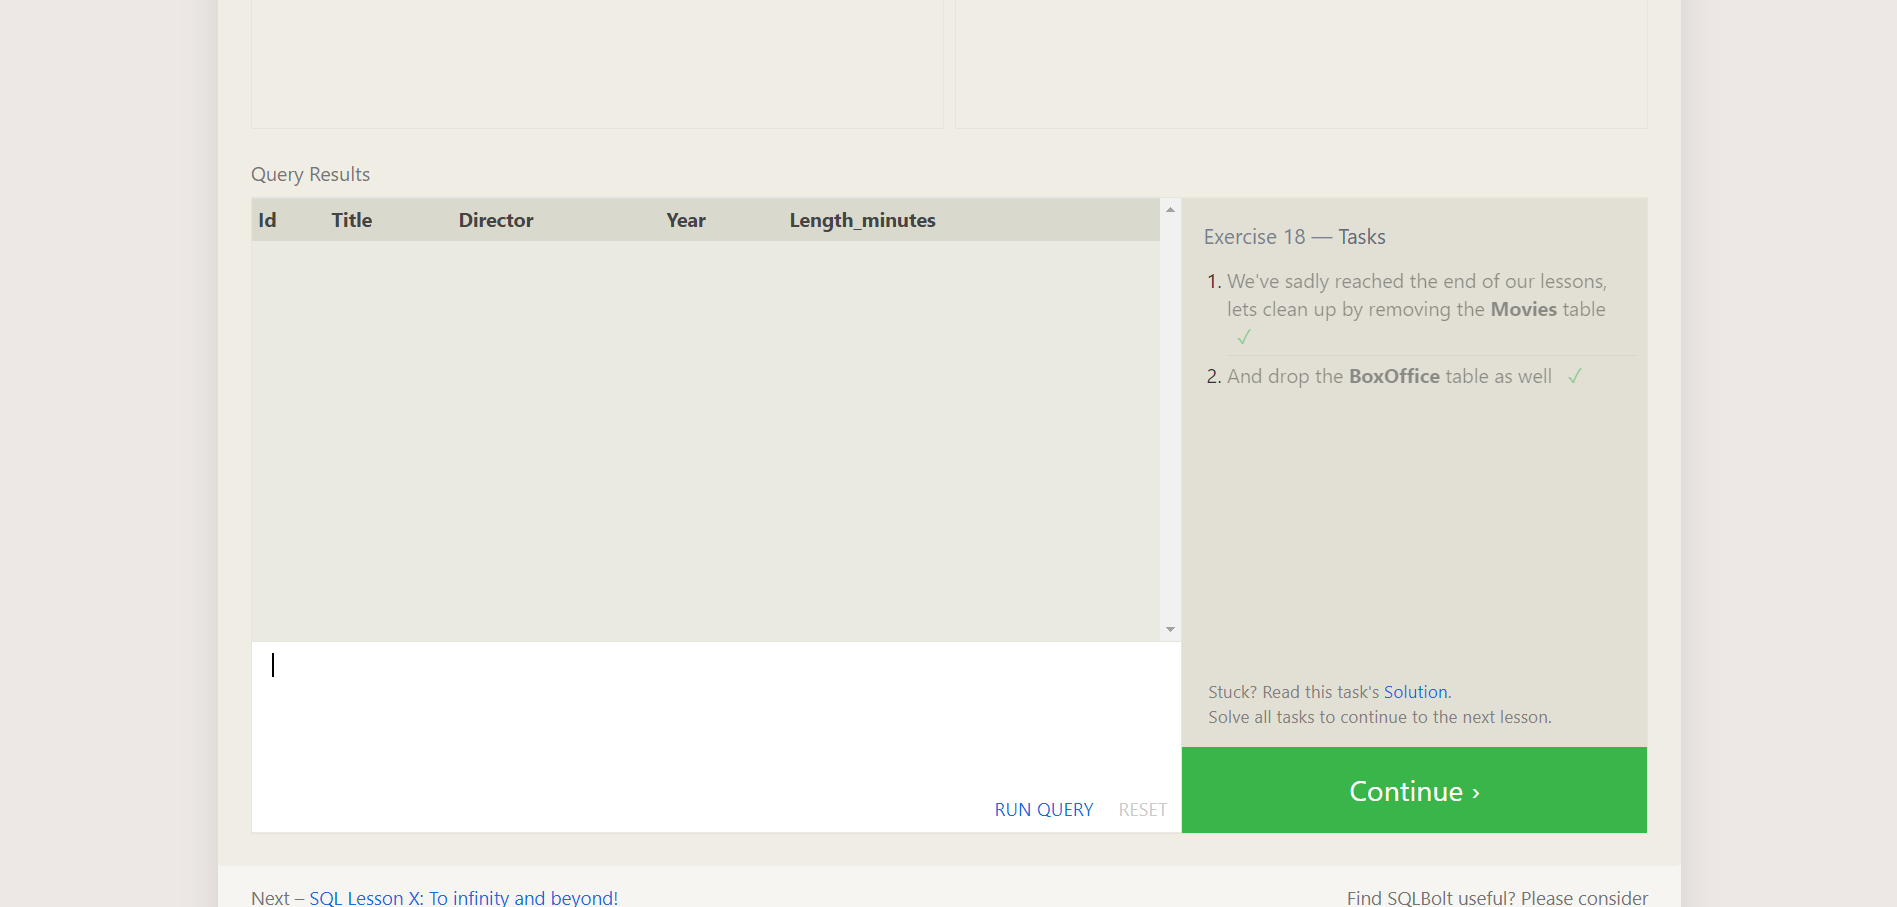 Query Results
Id Title Director Year Length_minutes
Exercise 18 — Tasks
1. We've sadly reached the end of our lessons,
lets clean up by removing the Movies table
✓
2. And drop the BoxOffice table as well ✓
Stuck? Read this task's Solution.
Solve all tasks to continue to the next lesson.
RUN QUERY RESET
Continue ›
Next – SQL Lesson X: To infinity and beyond!
Find SQLBolt useful? Please consider